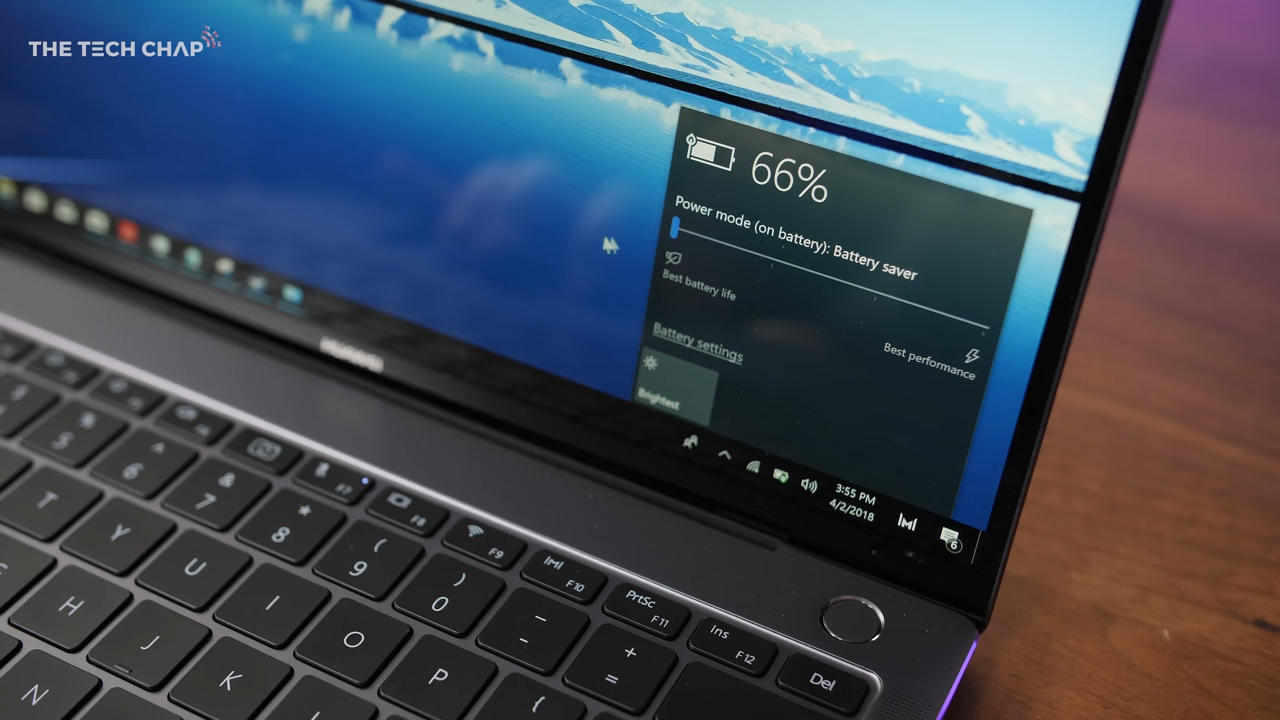 THE TECH CHAP
66%
Power mode (on battery): Battery saver
Best battery life
Best performance
Battery settings
Brightest
3:55 PM
4/2/2018
6
HUAWEI
F7
F8
F9
F10
PrtSc
F11
Ins
F12
Del
%
5
^
6
&
7
*
8
(
9
)
0
_
-
+
=
T
Y
U
I
O
P
{
H
J
K
L
N